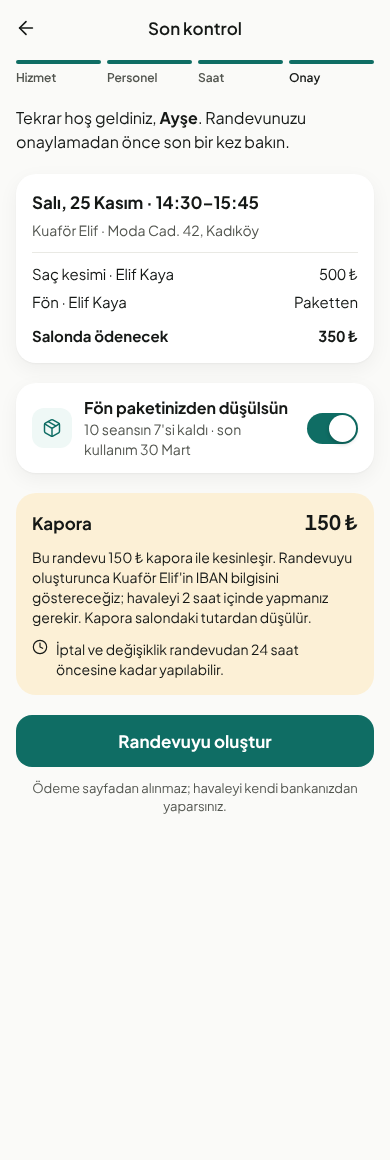 Son kontrol
Hizmet Personel Saat Onay
Tekrar hoş geldiniz, Ayşe. Randevunuzu
onaylamadan önce son bir kez bakın.
Salı, 25 Kasım · 14:30–15:45
Kuaför Elif · Moda Cad. 42, Kadıköy
Saç kesimi · Elif Kaya 500 ₺
Fön · Elif Kaya Paketten
Salonda ödenecek 350 ₺
Fön paketinizden düşülsün
10 seansın 7'si kaldı · son
kullanım 30 Mart
Kapora 150 ₺
Bu randevu 150 ₺ kapora ile kesinleşir. Randevuyu
oluşturunca Kuaför Elif'in IBAN bilgisini
göstereceğiz; havaleyi 2 saat içinde yapmanız
gerekir. Kapora salondaki tutardan düşülür.
İptal ve değişiklik randevudan 24 saat
öncesine kadar yapılabilir.
Randevuyu oluştur
Ödeme sayfadan alınmaz; havaleyi kendi bankanızdan
yaparsınız.